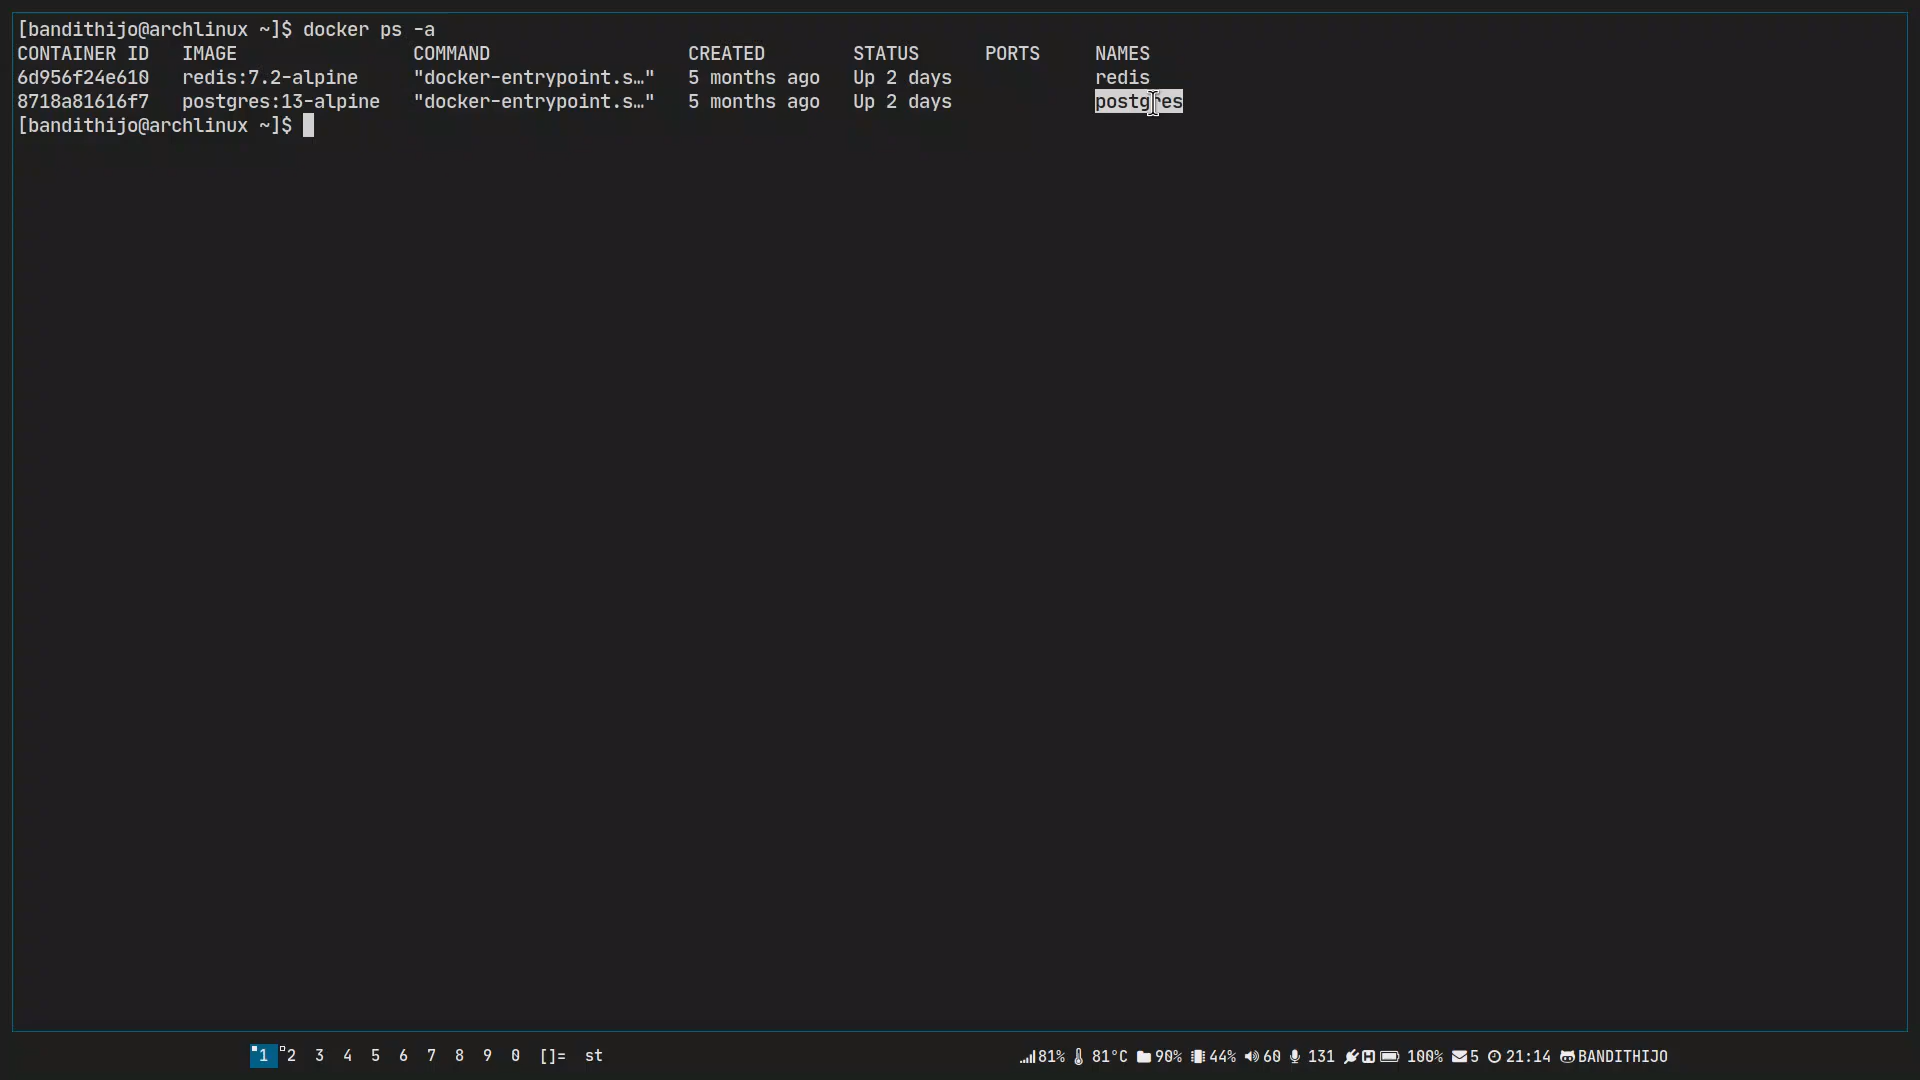 [bandithijo@archlinux ~]$ docker ps -a
CONTAINER ID   IMAGE                COMMAND                  CREATED        STATUS      PORTS     NAMES
6d956f24e610   redis:7.2-alpine     "docker-entrypoint.s…"   5 months ago   Up 2 days             redis
8718a81616f7   postgres:13-alpine   "docker-entrypoint.s…"   5 months ago   Up 2 days             postgres
[bandithijo@archlinux ~]$
1 2 3 4 5 6 7 8 9 0 []= st 81% 81°C 90% 44% 60 131 H 100% 5 21:14 BANDITHIJO